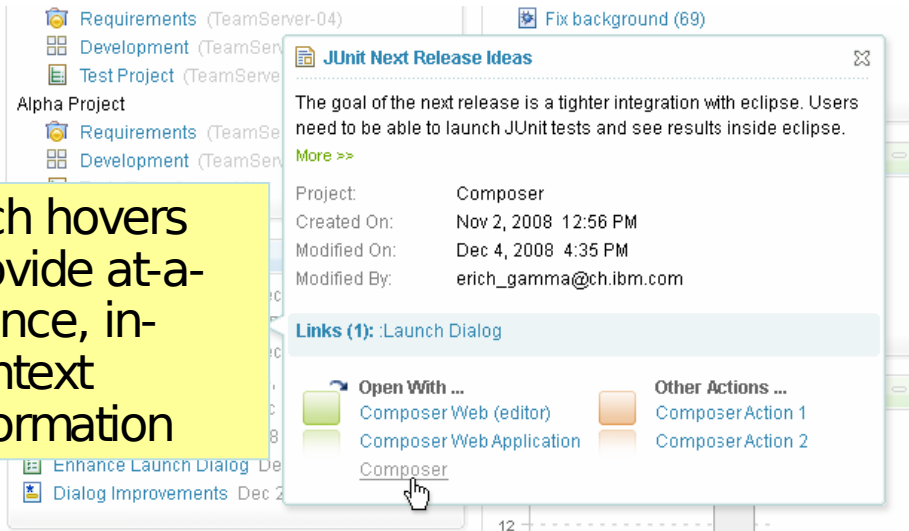 Requirements (TeamServer-04)
Development (TeamServ
Test Project (TeamServe
Alpha Project
Requirements (TeamSe
Development (TeamServ
Fix background (69)
JUnit Next Release Ideas
The goal of the next release is a tighter integration with eclipse. Users
need to be able to launch JUnit tests and see results inside eclipse.
More >>
Project: Composer
Created On: Nov 2, 2008 12:56 PM
Modified On: Dec 4, 2008 4:35 PM
Modified By: erich_gamma@ch.ibm.com
Links (1): :Launch Dialog
Open With ...
Composer Web (editor)
Composer Web Application
Composer
Other Actions ...
Composer Action 1
Composer Action 2
ch hovers
ovide at-a-
ance, in-
ntext
ormation
Enhance Launch Dialog De
Dialog Improvements Dec 2
12